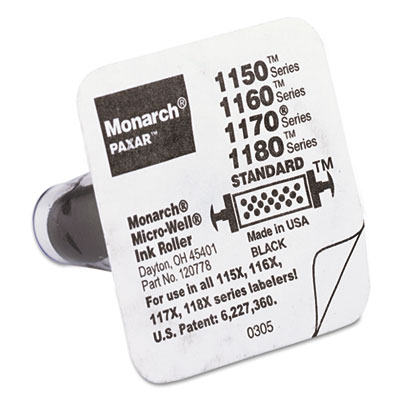 Monarch®
PAXAR™
1150™ Series
1160™ Series
1170® Series
1180™ Series
STANDARD
TM
Monarch®
Micro-Well®
Ink Roller
Dayton, OH 45401
Part No. 120778
Made in USA
BLACK
For use in all 115X, 116X,
117X, 118X series labelers!
U.S. Patent: 6,227,360.
0305